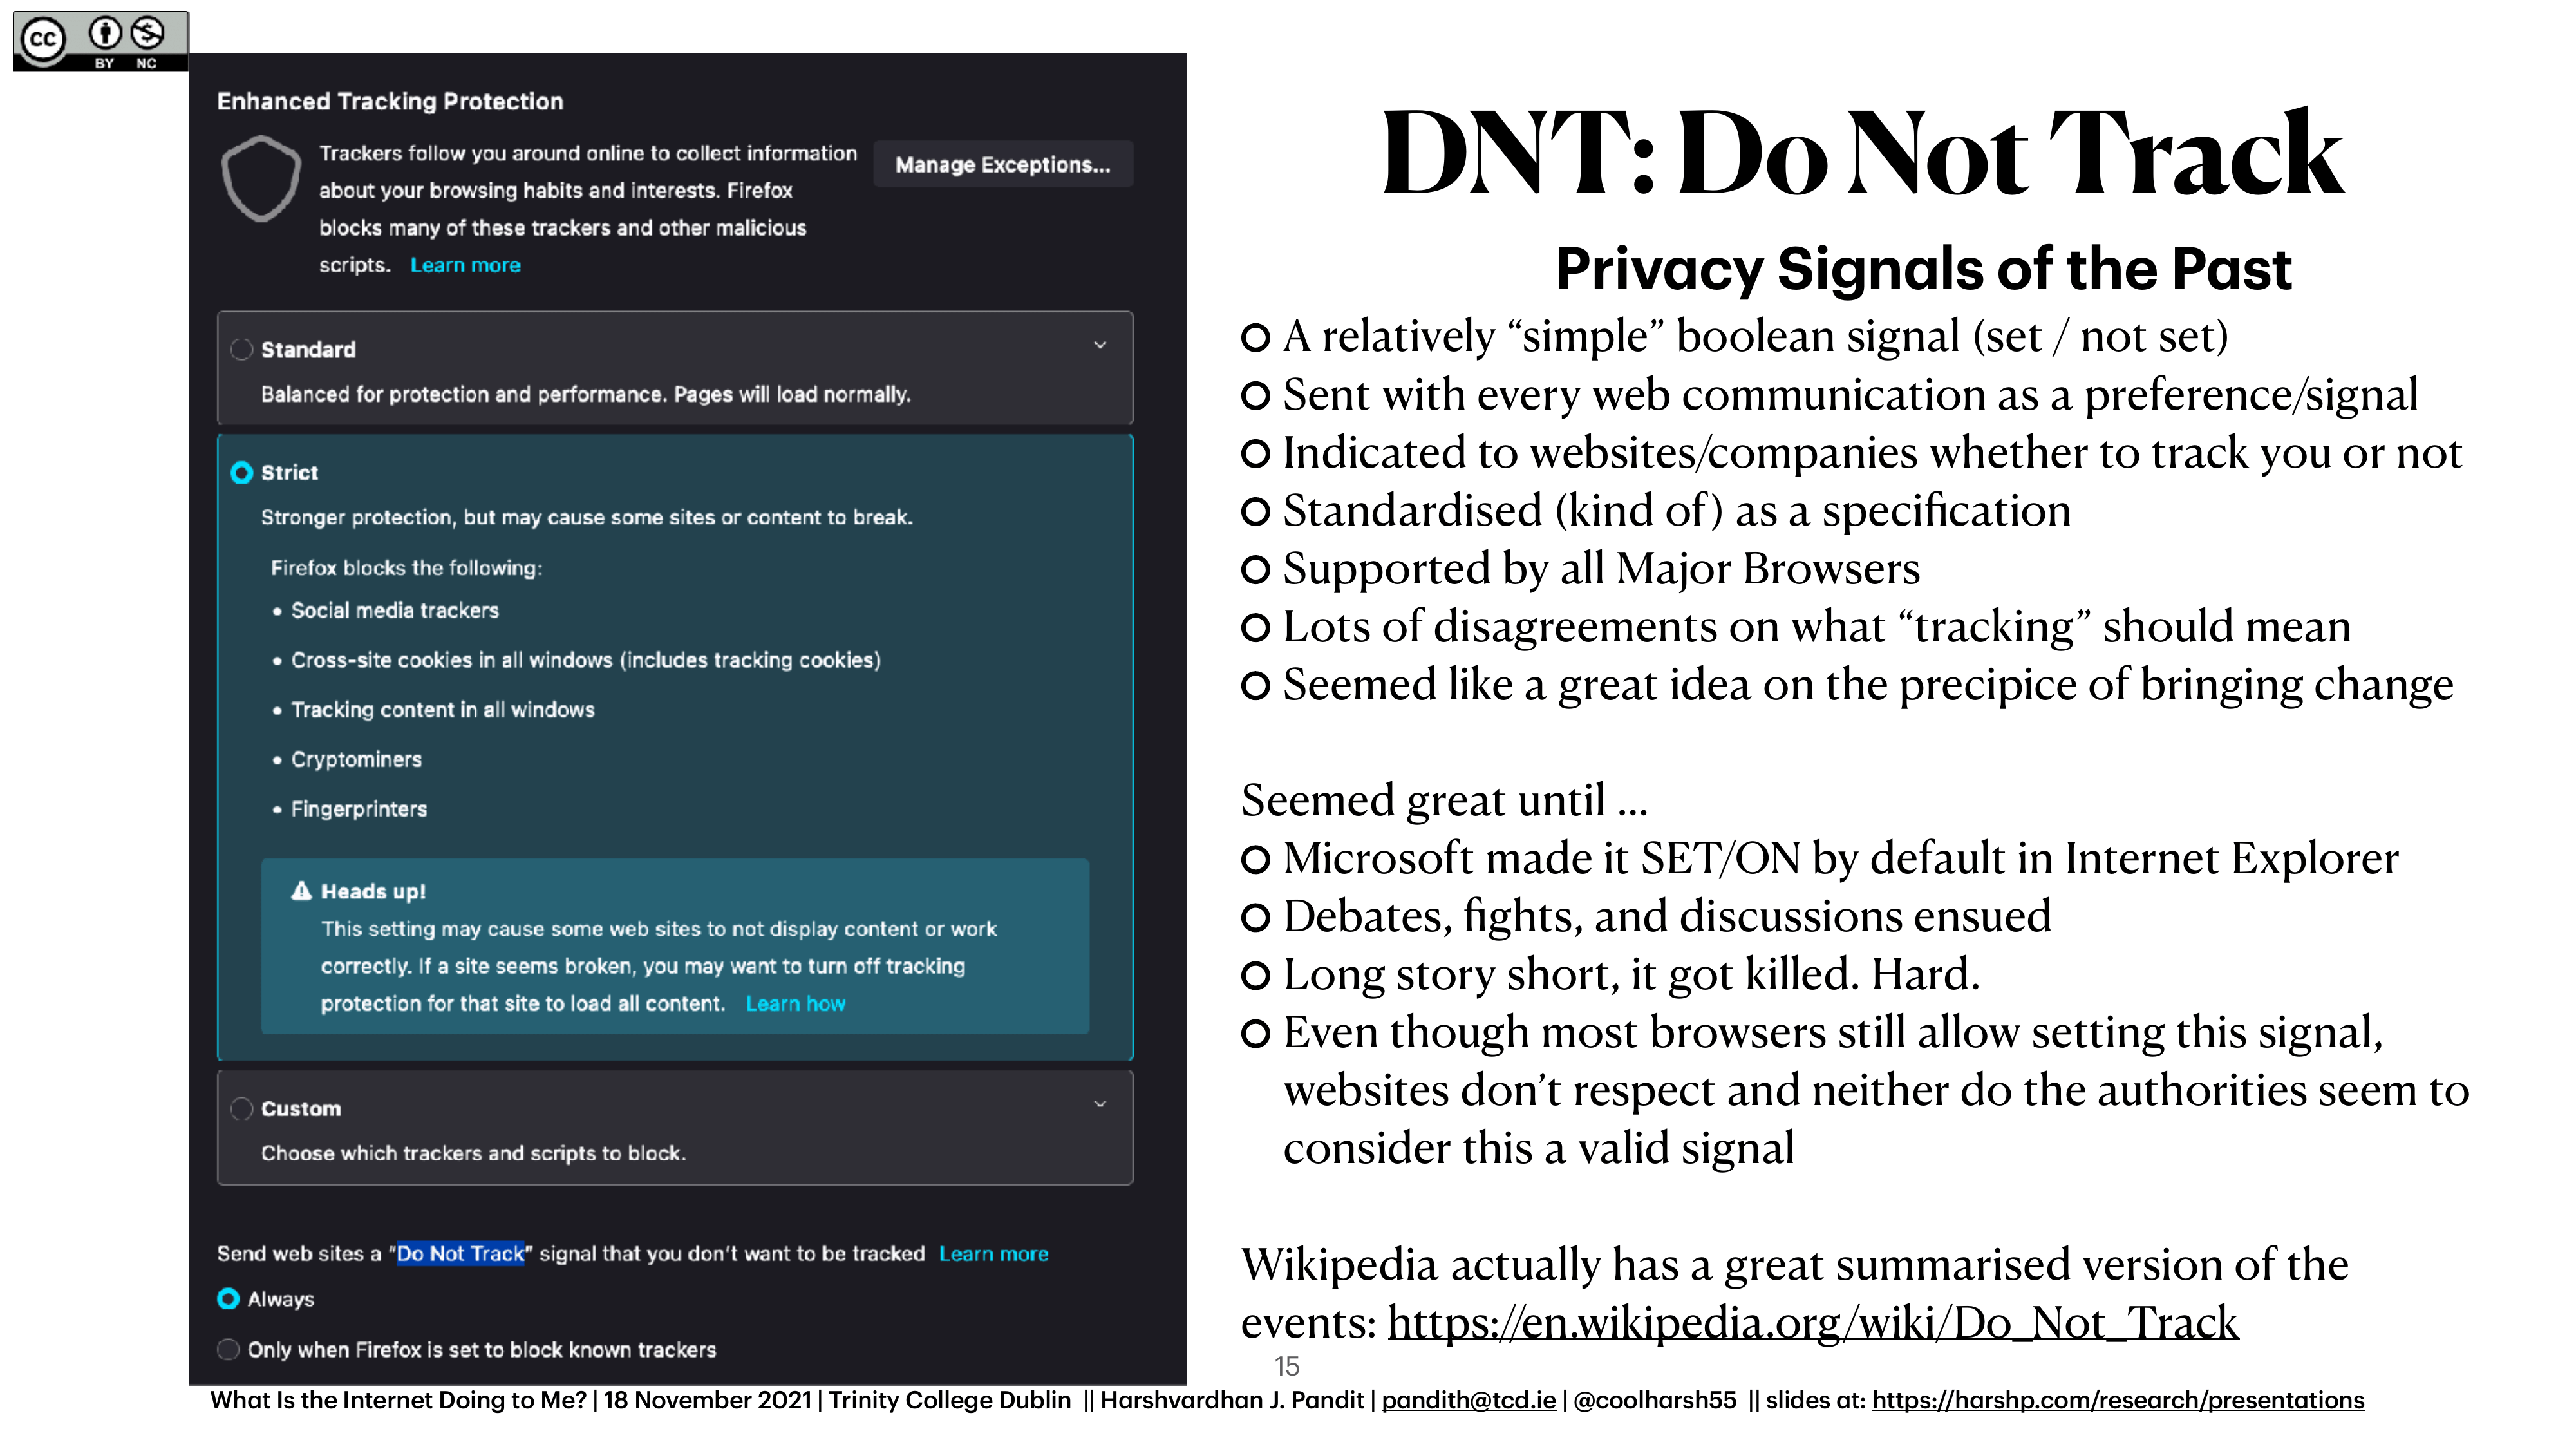 cc
BY NC
Enhanced Tracking Protection
Trackers follow you around online to collect information
about your browsing habits and interests. Firefox
blocks many of these trackers and other malicious
scripts. Learn more
Manage Exceptions...
Standard
Balanced for protection and performance. Pages will load normally.
Strict
Stronger protection, but may cause some sites or content to break.
Firefox blocks the following:
• Social media trackers
• Cross-site cookies in all windows (includes tracking cookies)
• Tracking content in all windows
• Cryptominers
• Fingerprinters
Heads up!
This setting may cause some web sites to not display content or work
correctly. If a site seems broken, you may want to turn off tracking
protection for that site to load all content. Learn how
Custom
Choose which trackers and scripts to block.
Send web sites a “Do Not Track” signal that you don’t want to be tracked Learn more
Always
Only when Firefox is set to block known trackers
DNT: Do Not Track
Privacy Signals of the Past
A relatively “simple” boolean signal (set / not set)
Sent with every web communication as a preference/signal
Indicated to websites/companies whether to track you or not
Standardised (kind of) as a specification
Supported by all Major Browsers
Lots of disagreements on what “tracking” should mean
Seemed like a great idea on the precipice of bringing change
Seemed great until ...
Microsoft made it SET/ON by default in Internet Explorer
Debates, fights, and discussions ensued
Long story short, it got killed. Hard.
Even though most browsers still allow setting this signal,
websites don’t respect and neither do the authorities seem to
consider this a valid signal
Wikipedia actually has a great summarised version of the
events: https://en.wikipedia.org/wiki/Do_Not_Track
15
What Is the Internet Doing to Me? | 18 November 2021 | Trinity College Dublin || Harshvardhan J. Pandit | pandith@tcd.ie | @coolharsh55 || slides at: https://harshp.com/research/presentations